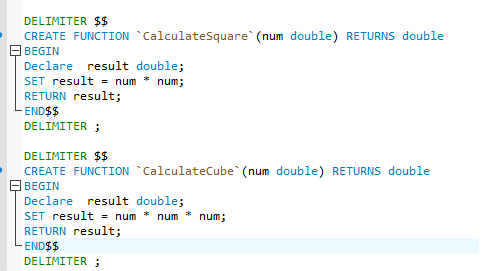 DELIMITER $$
CREATE FUNCTION `CalculateSquare`(num double) RETURNS double
BEGIN
Declare  result double;
SET result = num * num;
RETURN result;
END$$
DELIMITER ;
DELIMITER $$
CREATE FUNCTION `CalculateCube`(num double) RETURNS double
BEGIN
Declare  result double;
SET result = num * num * num;
RETURN result;
END$$
DELIMITER ;